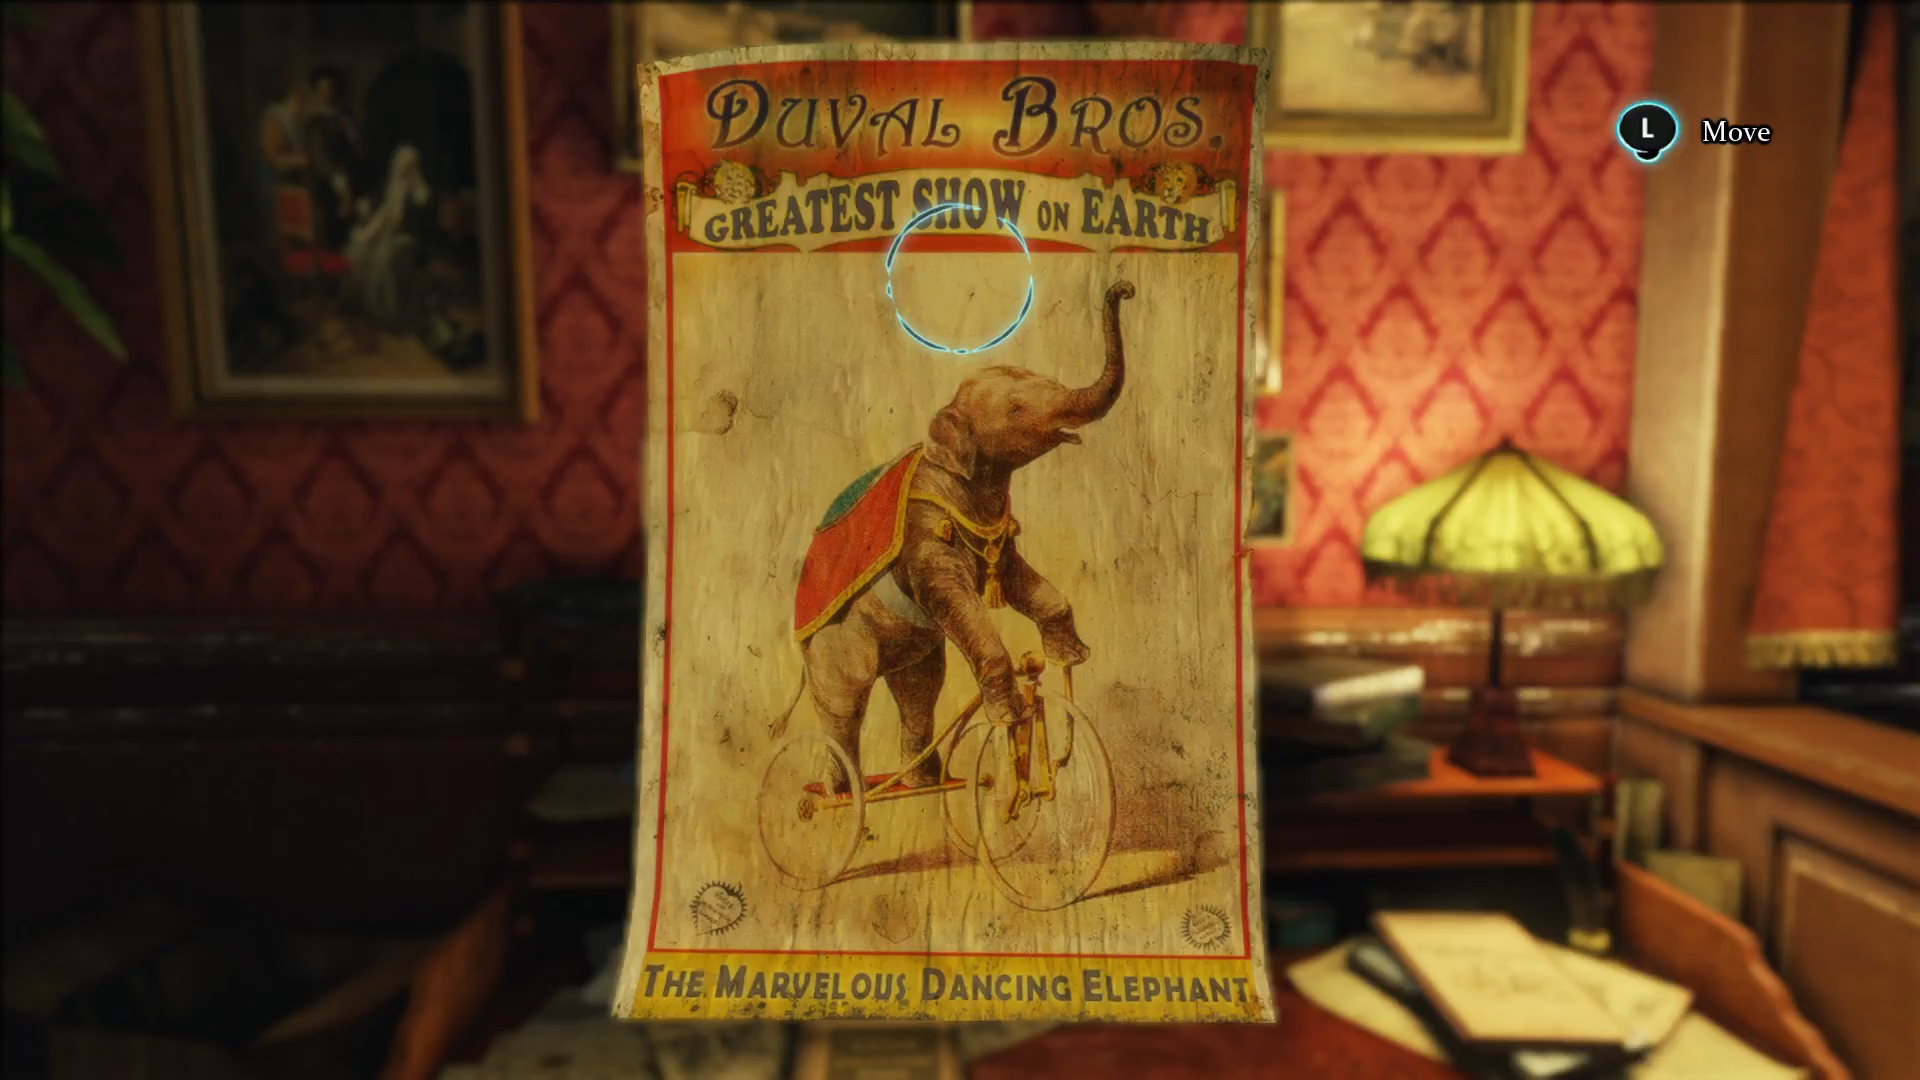 DUVAL BROS.
GREATEST SHOW ON EARTH
L Move
THE MARVELOUS DANCING ELEPHANT